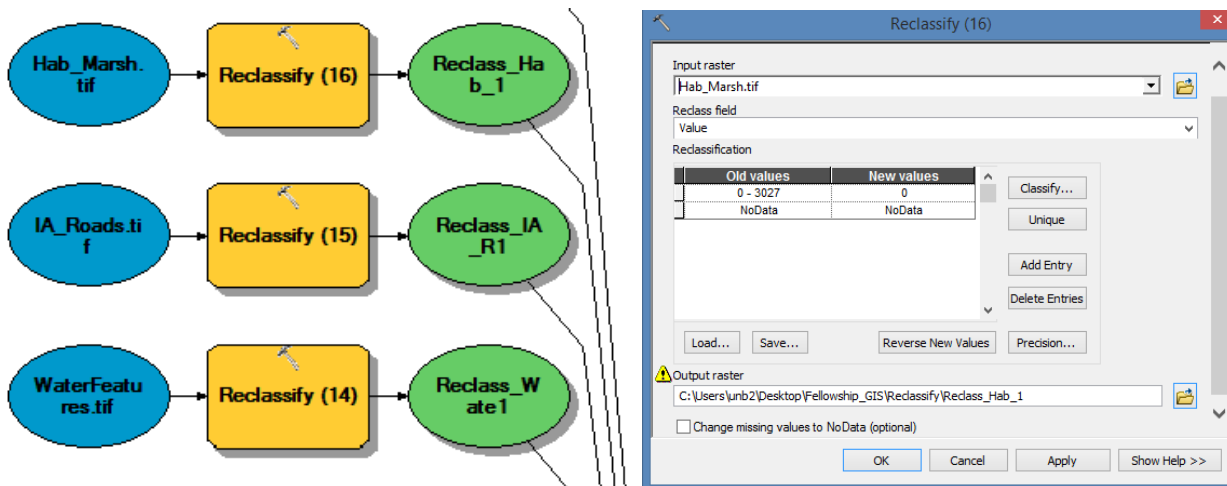 Hab_Marsh.
tif
Reclassify (16)
Reclass_Ha
b_1
IA_Roads.ti
f
Reclassify (15)
Reclass_IA
_R1
WaterFeatu
res.tif
Reclassify (14)
Reclass_W
ate1
Reclassify (16)
Input raster
Hab_Marsh.tif
Reclass field
Value
Reclassification
Old values New values
0 - 3027 0
NoData NoData
Classify...
Unique
Add Entry
Delete Entries
Load... Save... Reverse New Values Precision...
Output raster
C:\Users\unb2\Desktop\Fellowship_GIS\Reclassify\Reclass_Hab_1
Change missing values to NoData (optional)
OK Cancel Apply Show Help >>